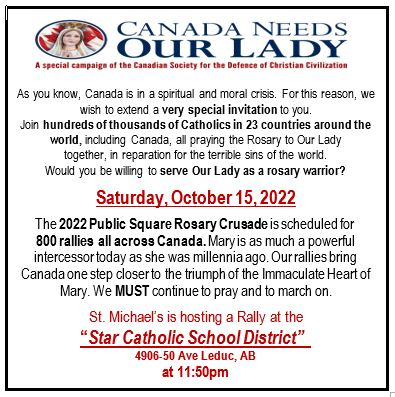 CANADA NEEDS
OUR LADY
A special campaign of the Canadian Society for the Defence of Christian Civilization
As you know, Canada is in a spiritual and moral crisis. For this reason, we
wish to extend a very special invitation to you.
Join hundreds of thousands of Catholics in 23 countries around the
world, including Canada, all praying the Rosary to Our Lady
together, in reparation for the terrible sins of the world.
Would you be willing to serve Our Lady as a rosary warrior?
Saturday, October 15, 2022
The 2022 Public Square Rosary Crusade is scheduled for
800 rallies all across Canada. Mary is as much a powerful
intercessor today as she was millennia ago. Our rallies bring
Canada one step closer to the triumph of the Immaculate Heart of
Mary. We MUST continue to pray and to march on.
St. Michael's is hosting a Rally at the
“Star Catholic School District”
4906-50 Ave Leduc, AB
at 11:50pm